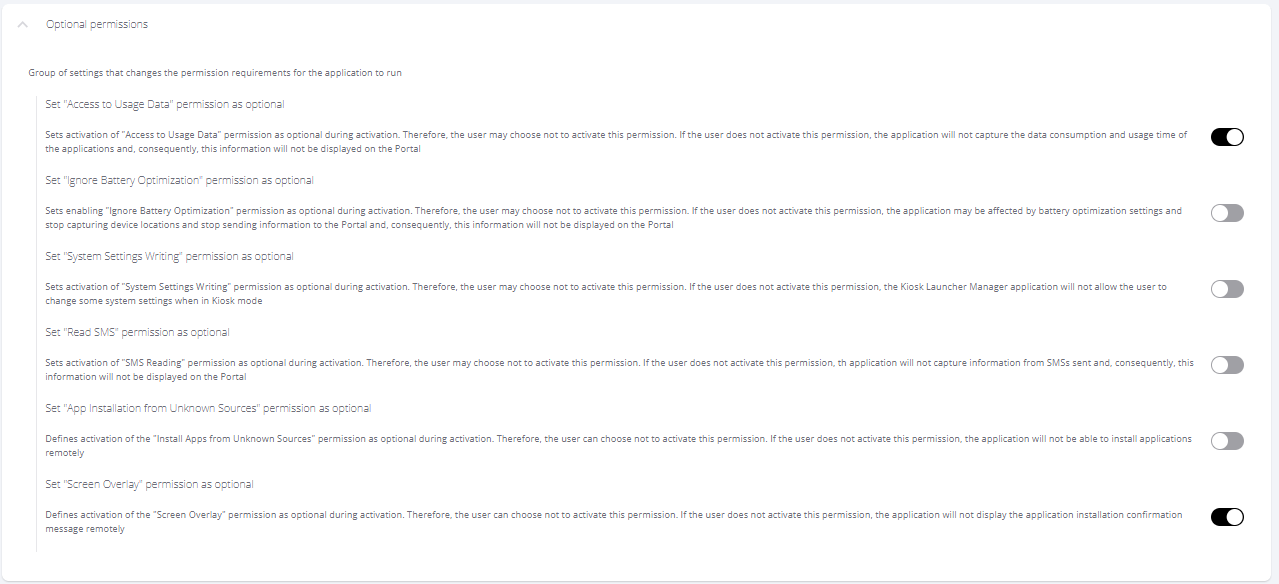 Optional permissions
Group of settings that changes the permission requirements for the application to run
Set "Access to Usage Data" permission as optional
Sets activation of "Access to Usage Data" permission as optional during activation. Therefore, the user may choose not to activate this permission. If the user does not activate this permission, the application will not capture the data consumption and usage time of
the applications and, consequently, this information will not be displayed on the Portal
Set "Ignore Battery Optimization" permission as optional
Sets enabling "Ignore Battery Optimization" permission as optional during activation. Therefore, the user may choose not to activate this permission. If the user does not activate this permission, the application may be affected by battery optimization settings and
stop capturing device locations and stop sending information to the Portal and, consequently, this information will not be displayed on the Portal
Set "System Settings Writing" permission as optional
Sets activation of "System Settings Writing" permission as optional during activation. Therefore, the user may choose not to activate this permission. If the user does not activate this permission, the Kiosk Launcher Manager application will not allow the user to
change some system settings when in Kiosk mode
Set "Read SMS" permission as optional
Sets activation of "SMS Reading" permission as optional during activation. Therefore, the user may choose not to activate this permission. If the user does not activate this permission, th application will not capture information from SMSs sent and, consequently, this
information will not be displayed on the Portal
Set "App Installation from Unknown Sources" permission as optional
Defines activation of the "Install Apps from Unknown Sources" permission as optional during activation. Therefore, the user can choose not to activate this permission. If the user does not activate this permission, the application will not be able to install applications
remotely
Set "Screen Overlay" permission as optional
Defines activation of the "Screen Overlay" permission as optional during activation. Therefore, the user can choose not to activate this permission. If the user does not activate this permission, the application will not display the application installation confirmation
message remotely